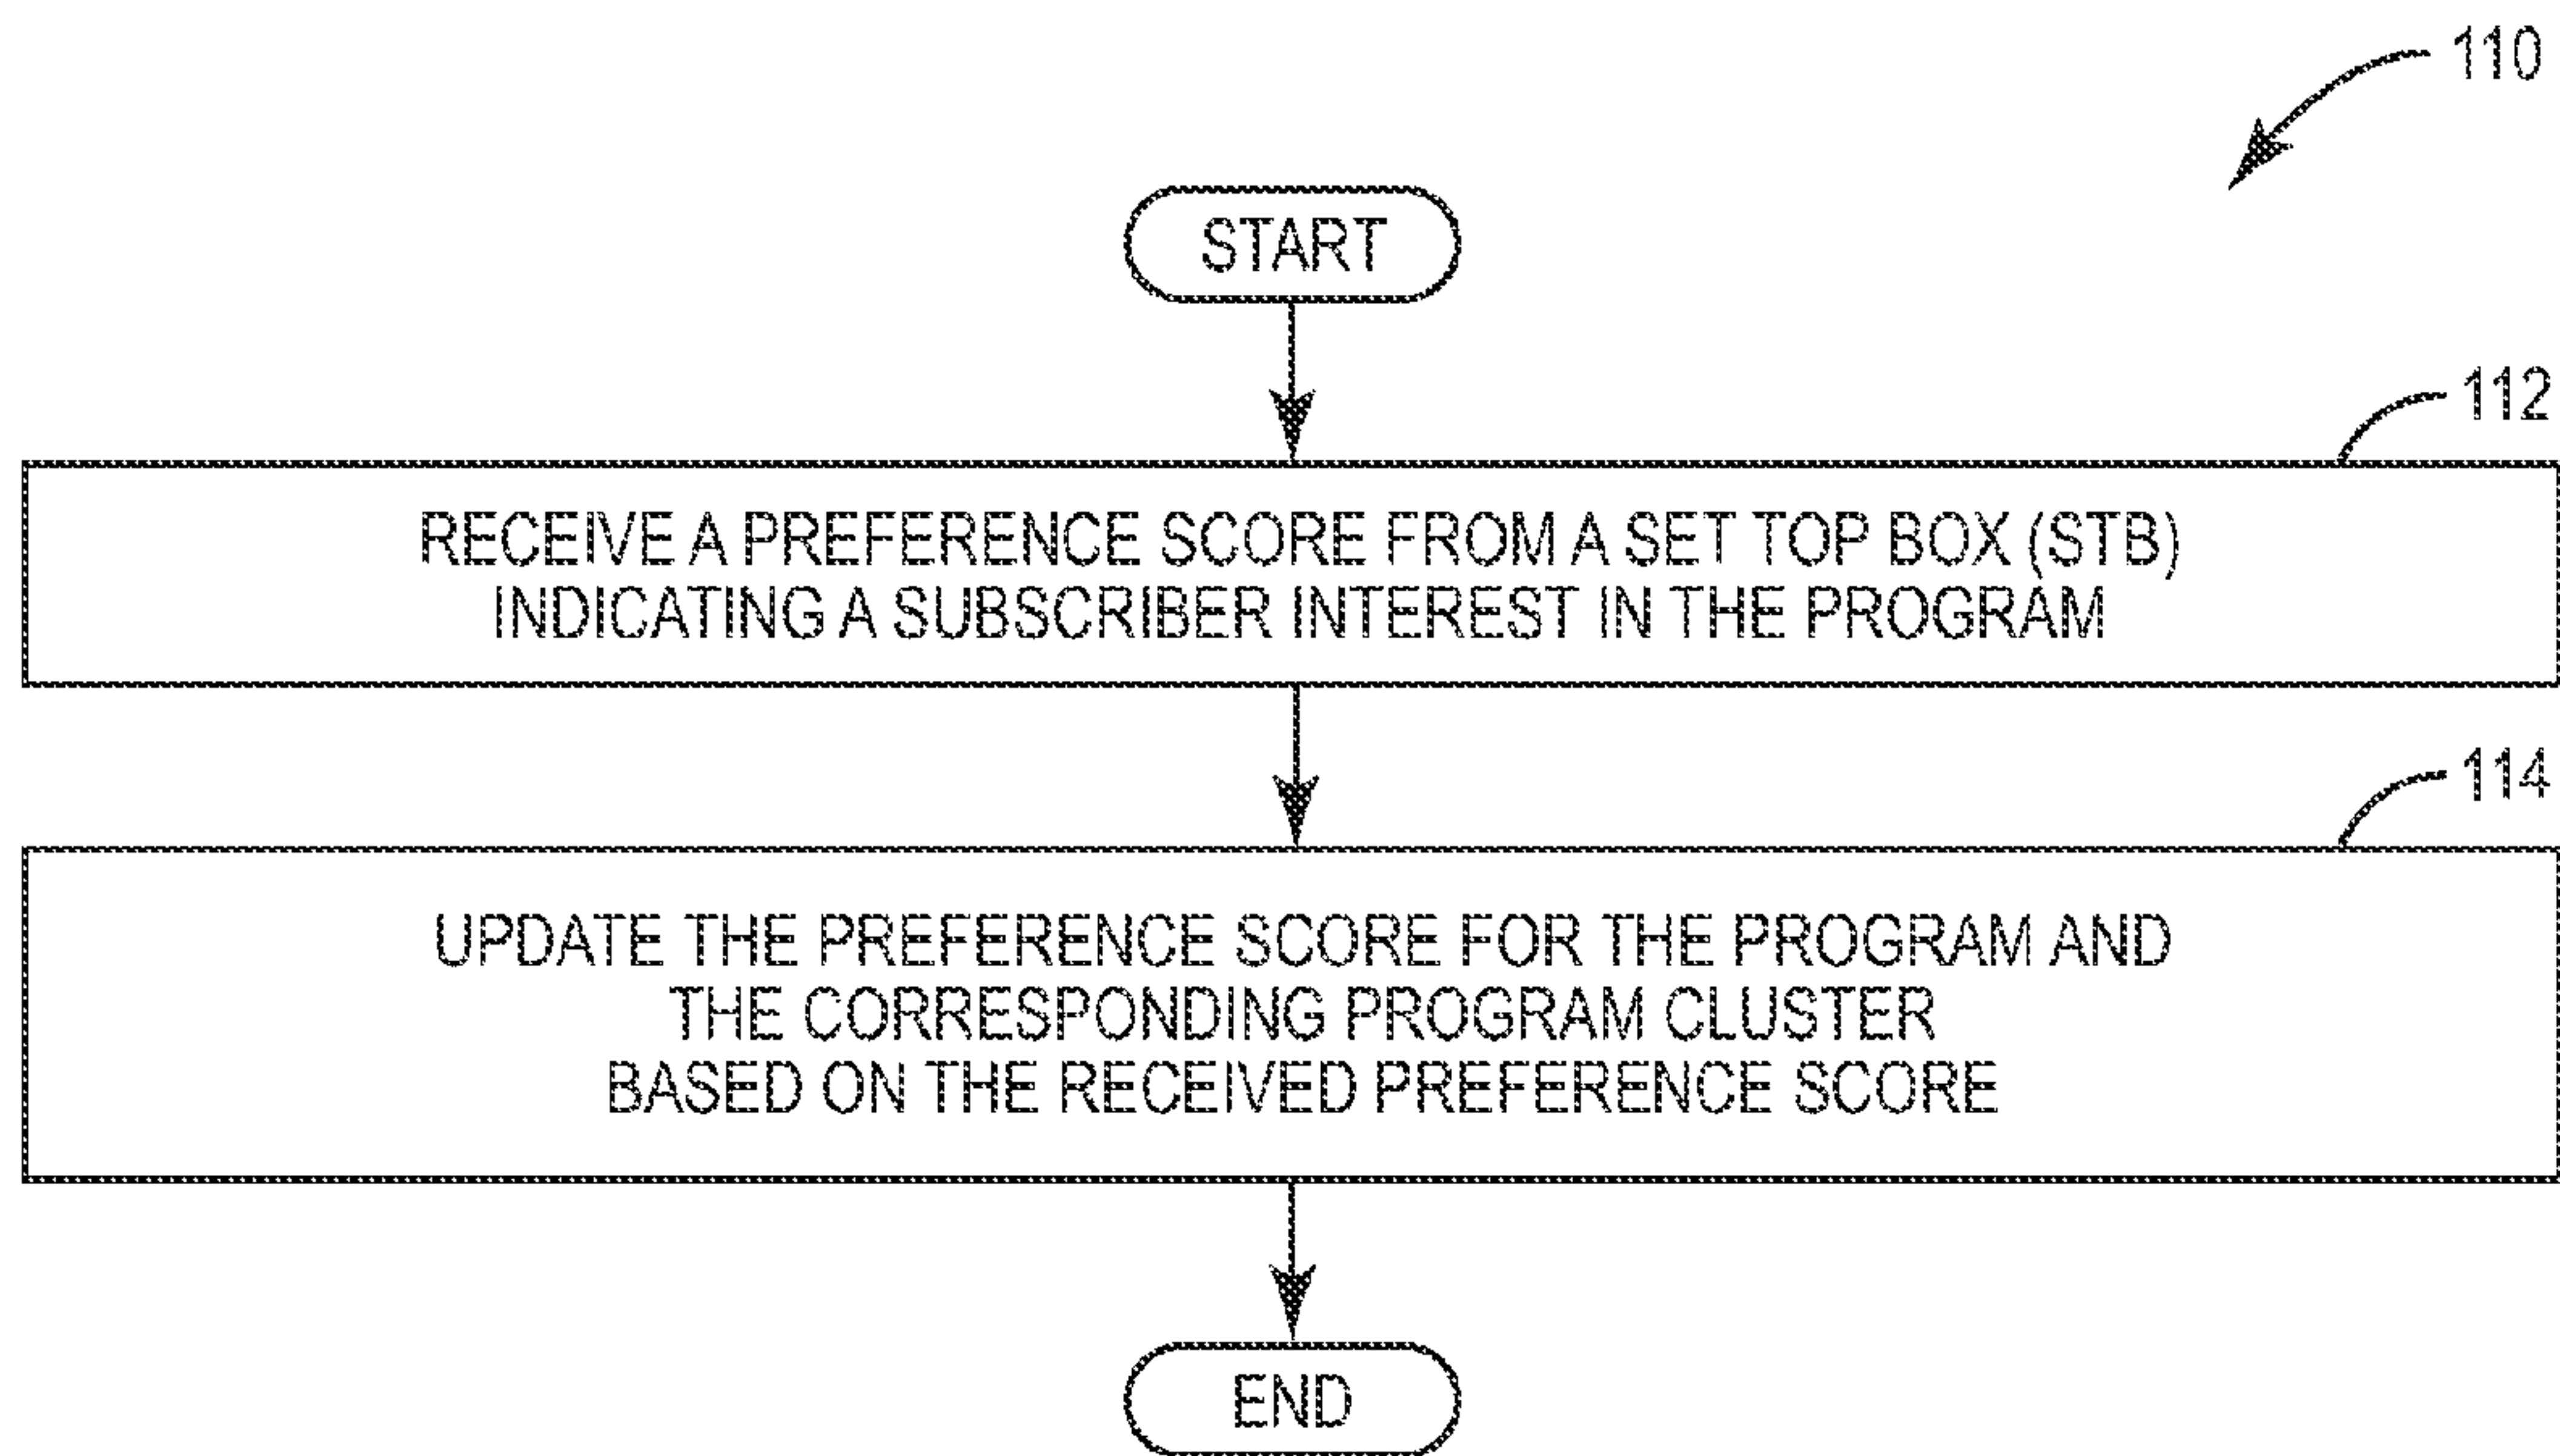 110
START
112
RECEIVE A PREFERENCE SCORE FROM A SET TOP BOX (STB)
INDICATING A SUBSCRIBER INTEREST IN THE PROGRAM
114
UPDATE THE PREFERENCE SCORE FOR THE PROGRAM AND
THE CORRESPONDING PROGRAM CLUSTER
BASED ON THE RECEIVED PREFERENCE SCORE
END